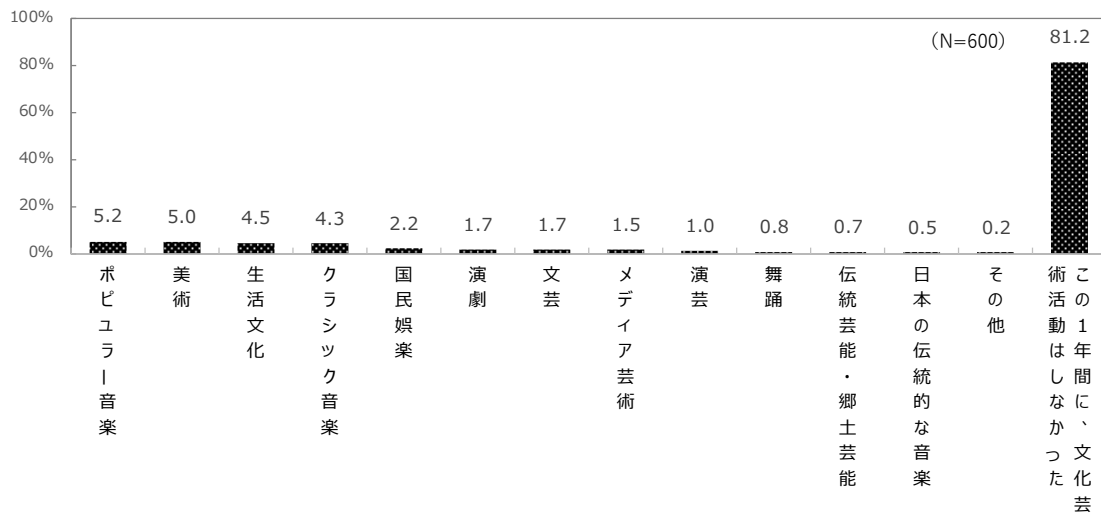 100%
80%
60%
40%
20%
0%
(N=600)
5.2
5.0
4.5
4.3
2.2
1.7
1.7
1.5
1.0
0.8
0.7
0.5
0.2
81.2
ポピュラー音楽
美術
生活文化
クラシック音楽
国民娯楽
演劇
文芸
メディア芸術
演芸
舞踊
伝統芸能・郷土芸能
日本の伝統的な音楽
その他
この1年間に、文化芸
術活動はしなかった